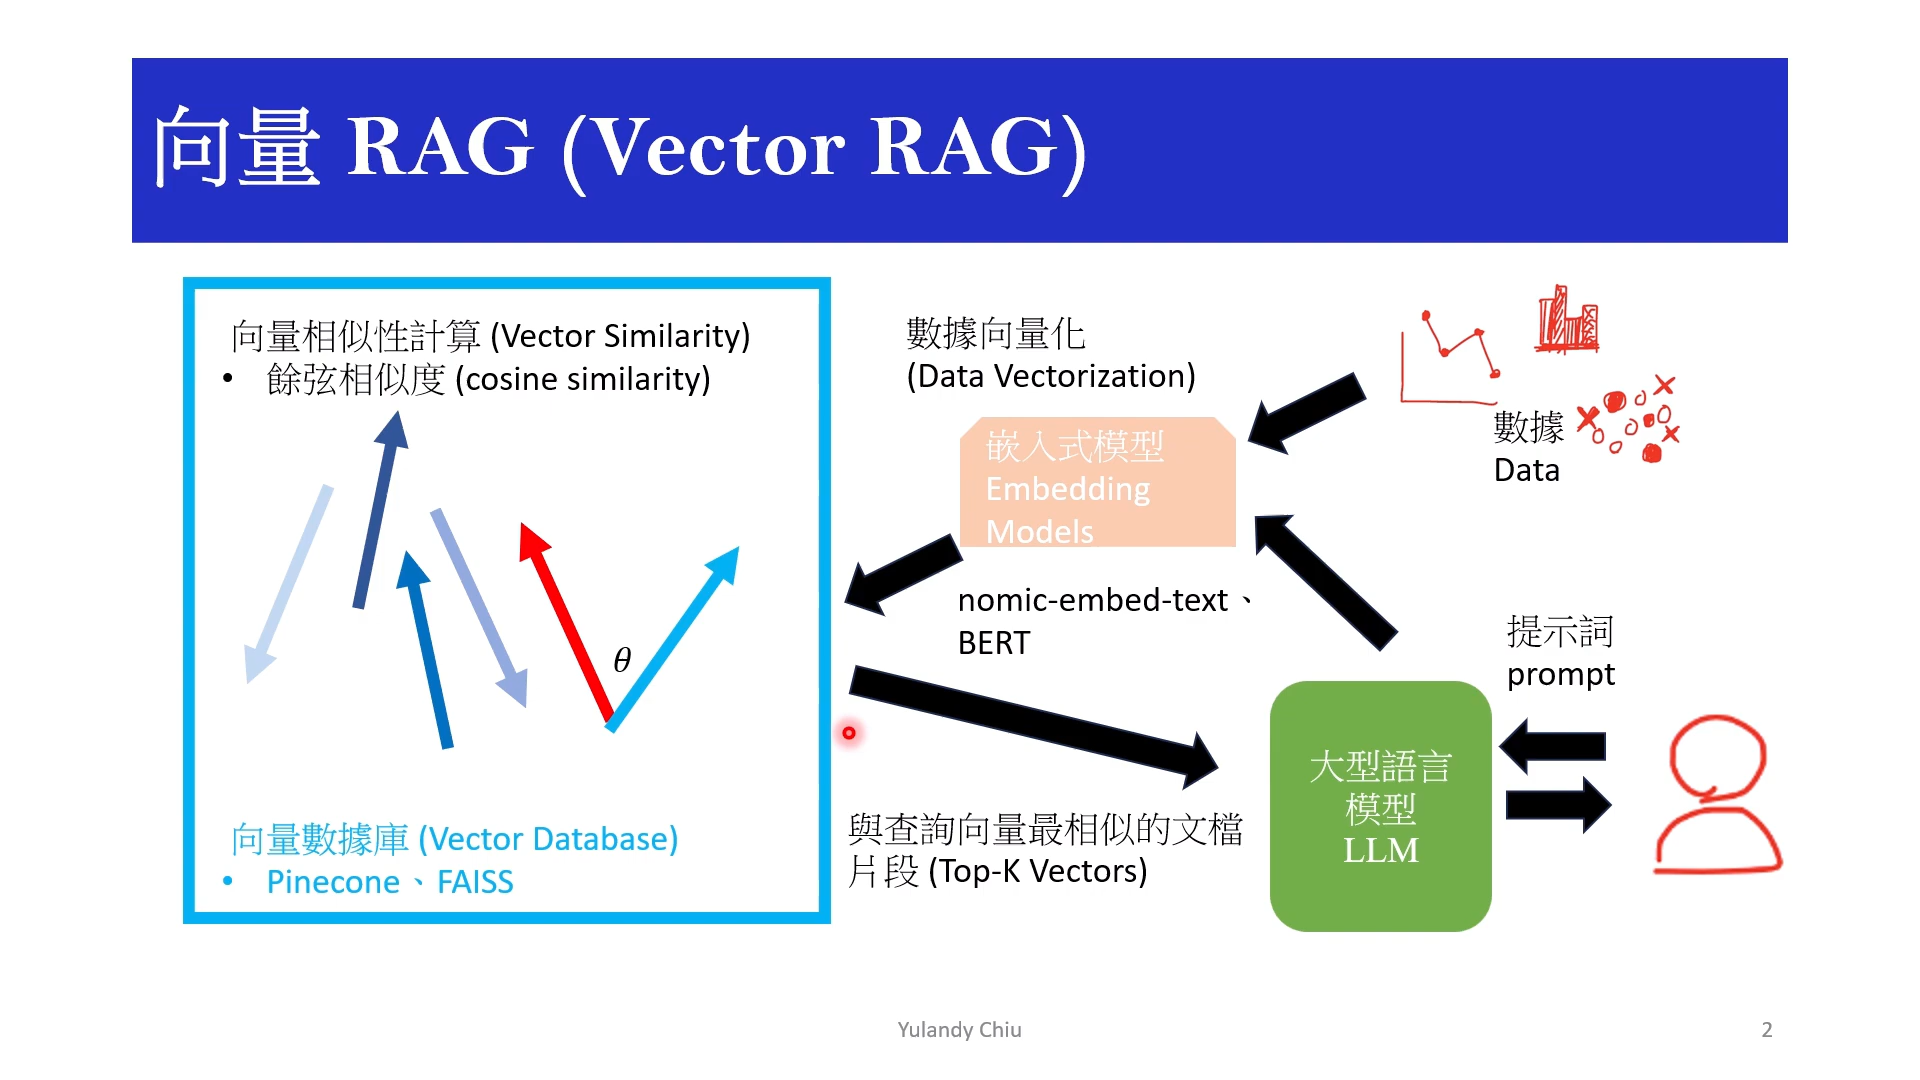 向量 RAG (Vector RAG)
向量相似性計算 (Vector Similarity)
• 餘弦相似度 (cosine similarity)
θ
向量數據庫 (Vector Database)
• Pinecone、FAISS
數據向量化
(Data Vectorization)
嵌入式模型
Embedding
Models
nomic-embed-text、
BERT
與查詢向量最相似的文檔
片段 (Top-K Vectors)
數據
Data
提示詞
prompt
大型語言
模型
LLM
Yulandy Chiu
2